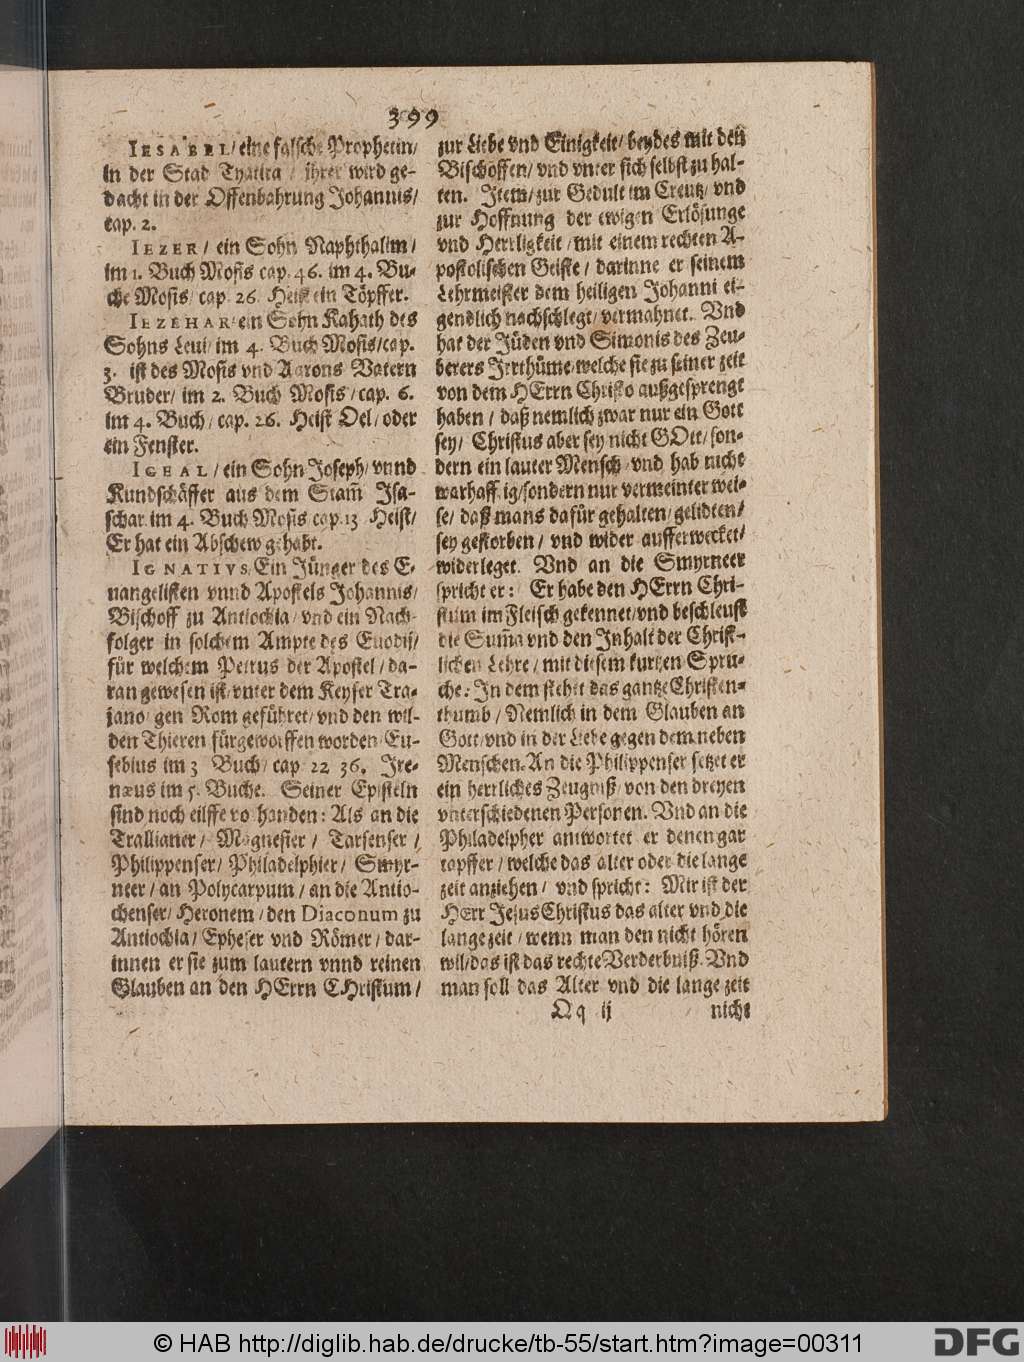 399
IESABEL/ eine falsche Prophetin/
in der Stad Tyatira / ihrer wird ge-
dacht in der Offenbahrung Johannis/
cap. 2.
IEZER / ein Sohn Naphthalim /
im 1. Buch Mosis cap. 46. im 4. Bu-
che Mosis/ cap. 26. Heist ein Töpffer.
IEZEHAR/ ein Sohn Kahath des
Sohns Leui/ im 4. Buch Mosis/cap.
3. ist des Mosis vnd Aarons Vatern
Bruder/ im 2. Buch Mosis / cap. 6.
im 4. Buch / cap. 26. Heist Oel / oder
ein Fenster.
IGEAL / ein Sohn Joseph/ vnnd
Kundschäffer aus dem Stam̃ Isa-
schar im 4. Buch Mosis cap. 13 Heist/
Er hat ein Abschew gehabt.
IGNATIVS/ Ein Jünger des E-
uangelisten vnnd Apostels Johannis/
Bischoff zu Antiochia / vnd ein Nach-
folger in solchem Ampte des Euodij/
für welchem Petrus der Apostel / da-
ran gewesen ist/ vnter dem Keyser Tra-
jano/ gen Rom geführet/ vnd den wil-
den Thieren fürgeworffen worden/ Eu-
sebius im 3 Buch/ cap 22 36. Ire-
næus im 5. Buche. Seiner Episteln
sind noch eilffe vorhanden: Als an die
Trallianer / Magnesier / Tarsenser /
Philippenser/ Philadelphier / Smyr-
neer / an Polycarpum / an die Antio-
chenser/ Heronem / den Diaconum zu
Antiochia / Epheser vnd Römer / dar-
innen er sie zum lautern vnnd reinen
Glauben an den HErrn CHristum /
zur Liebe vnd Einigkeit/ beydes mit den
Bischoffen/ vnd vnter sich selbst zu hal-
ten. Item/ zur Gedult im Creutz/ vnd
zur Hoffnung der ewigen Erlösunge
vnd Herrligkeit / mit einem rechten A-
postolischen Geiste / darinne er seinem
Lehrmeister dem heiligen Johanni ei-
gendlich nachschlegt/ vermahnet. Vnd
hat der Jüden vnd Simonis des Zeu-
berers Irrthüme/ welche sie zu seiner zeit
von dem HErrn Christo außgesprengt
haben / daß nemlich zwar nur ein Gott
sey/ Christus aber sey nicht GOtt/ son-
dern ein lauter Mensch/ vnd hab nicht
warhafftig/sondern nur vermeinter wei-
se/ daß mans dafür gehalten/ gelidten/
sey gestorben / vnd wider aufferwecket/
widerleget. Vnd an die Smyrneer
spricht er: Er habe den HErrn Chri-
stum im Fleisch gekennet/ vnd beschleust
die Sum̃a vnd den Inhalt der Christ-
lichen Lehre / mit diesem kurtzen Spru-
che: In dem stehet das gantze Christen-
thumb / Nemlich in dem Glauben an
Gott/ vnd in der Liebe gegen dem neben
Menschen. An die Philippenser setzet er
ein herrliches Zeugniß/ von den dreyen
vnterschiedenen Personen. Vnd an die
Philadelpher antwortet er denen gar
tapffer / welche das alter oder die lange
zeit anziehen / vnd spricht: Mir ist der
HErr Jesus Christus das alter vnd die
lange zeit / wenn man den nicht hören
wil/das ist das rechte Verderbniß. Vnd
man soll das Alter vnd die lange zeit
Qq ij nicht
© HAB http://diglib.hab.de/drucke/tb-55/start.htm?image=00311
DFG